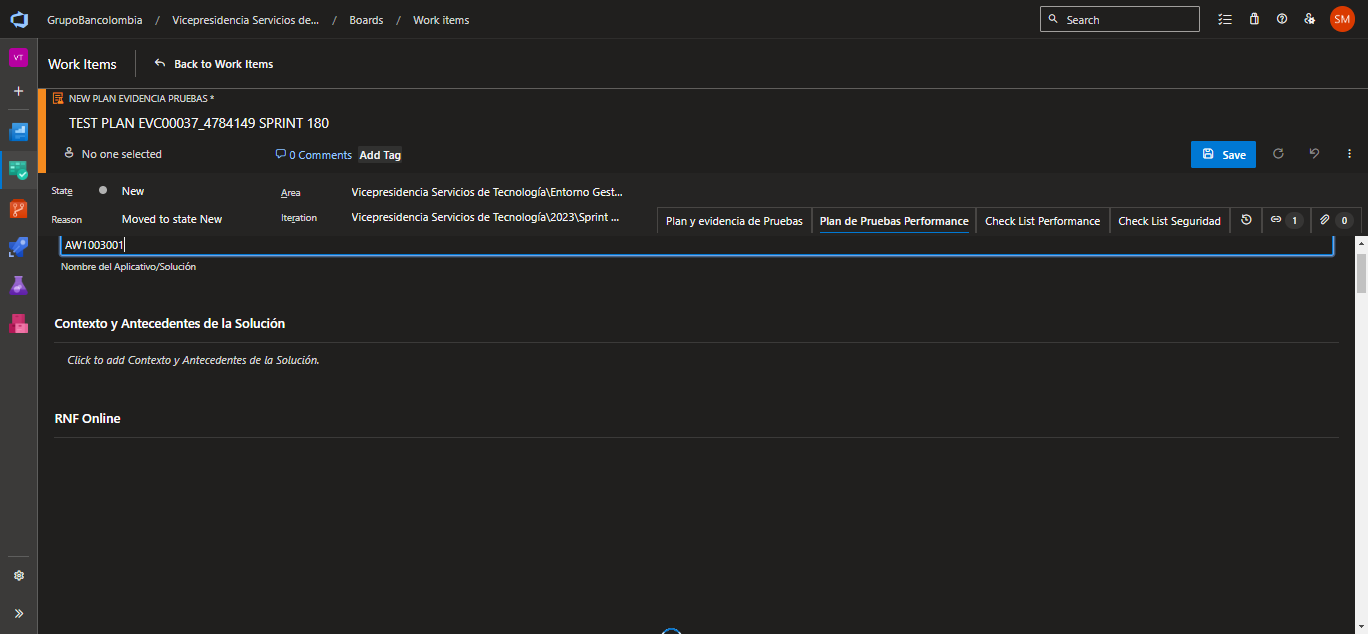 GrupoBancolombia / Vicepresidencia Servicios de... / Boards / Work items
Search
SM
VT
Work Items
Back to Work Items
NEW PLAN EVIDENCIA PRUEBAS *
TEST PLAN EVC00037_4784149 SPRINT 180
No one selected
0 Comments
Add Tag
Save
State
New
Area
Vicepresidencia Servicios de Tecnología\Entorno Gest...
Reason
Moved to state New
Iteration
Vicepresidencia Servicios de Tecnología\2023\Sprint ...
Plan y evidencia de Pruebas
Plan de Pruebas Performance
Check List Performance
Check List Seguridad
1
0
AW1003001
Nombre del Aplicativo/Solución
Contexto y Antecedentes de la Solución
Click to add Contexto y Antecedentes de la Solución.
RNF Online